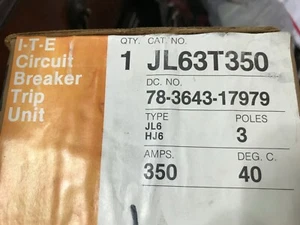 I-T-E
Circuit
Breaker
Trip
Unit
QTY. CAT. NO.
1 JL63T350
DC. NO.
78-3643-17979
TYPE POLES
JL6
HJ6 3
AMPS. DEG. C
350 40